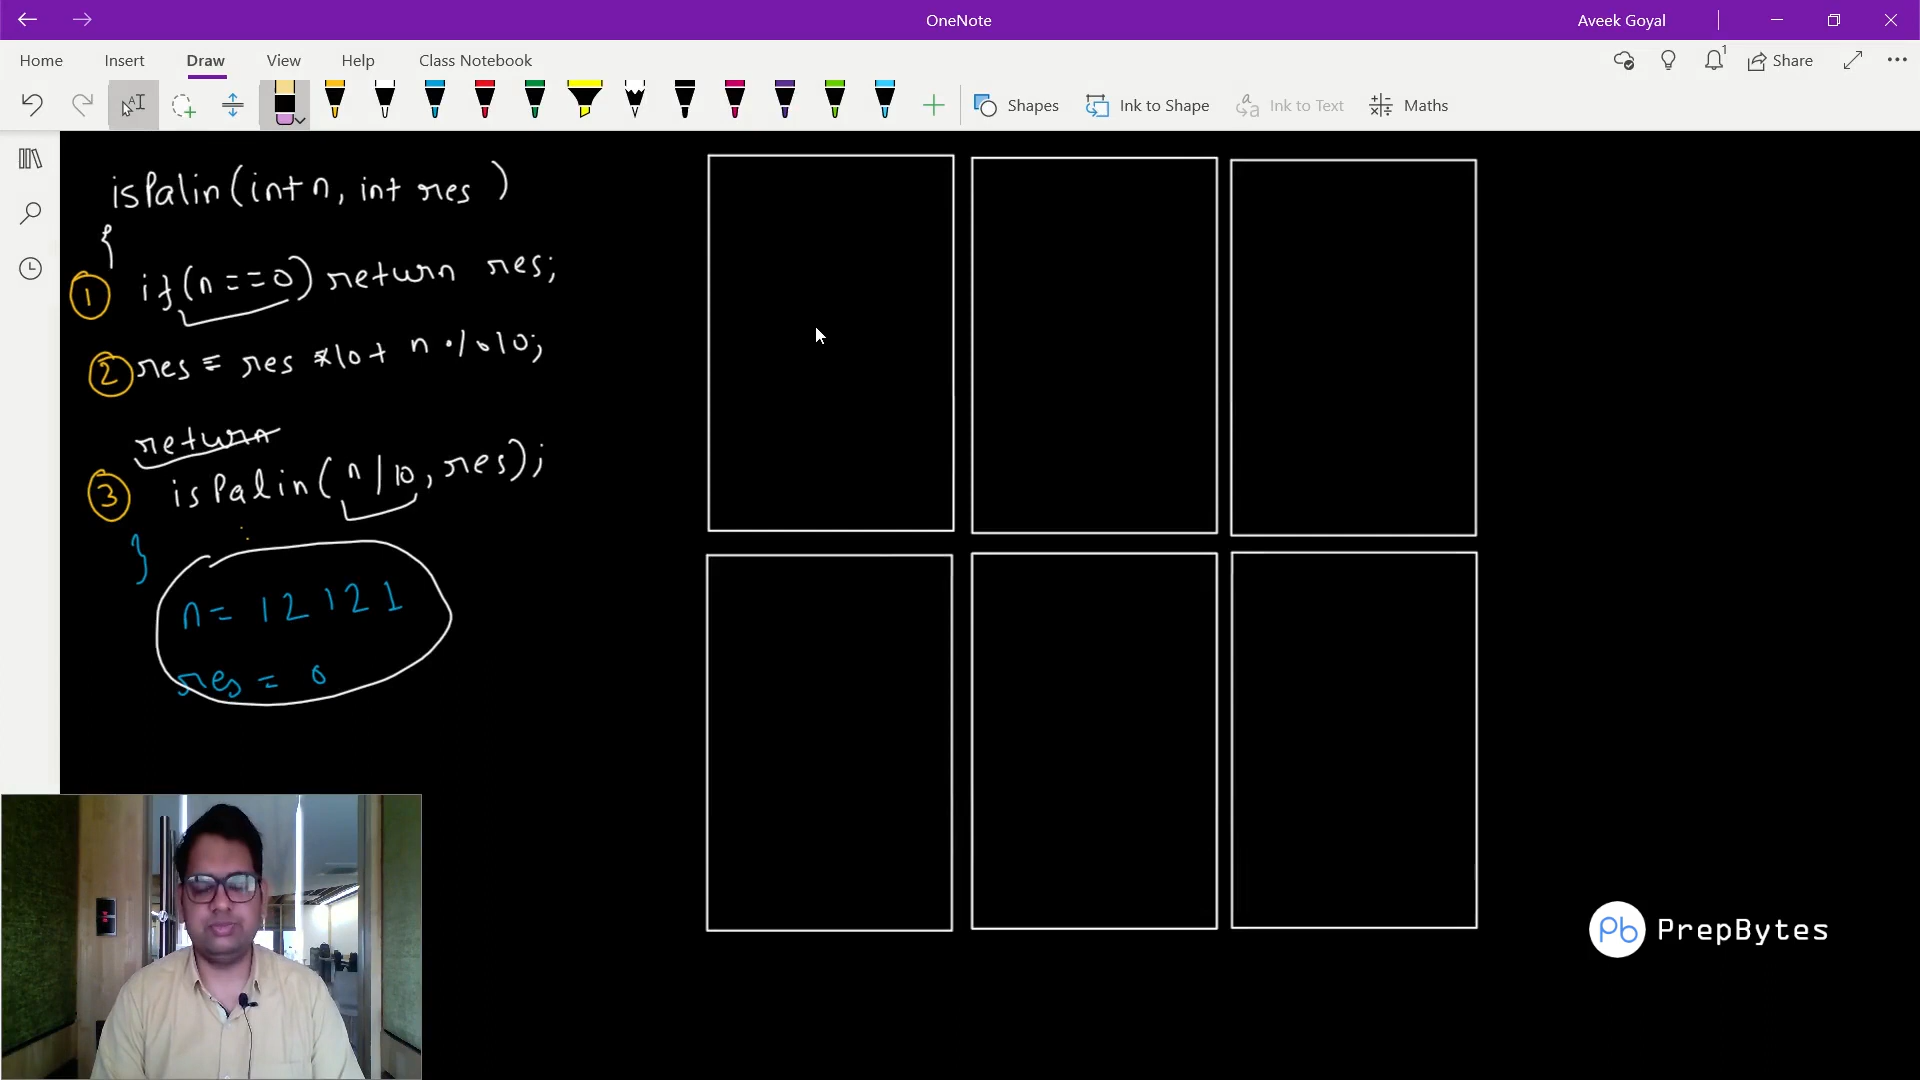 OneNote
Aveek Goyal
Home Insert Draw View Help Class Notebook
1 Share
Shapes Ink to Shape Ink to Text Maths
isPalin(int n, int res )
{
1 if(n==0) return res;
2 res = res *10+ n %10;
return
3 isPalin(n/10, res);
}
n= 12121
res = 0
Pb PrepBytes